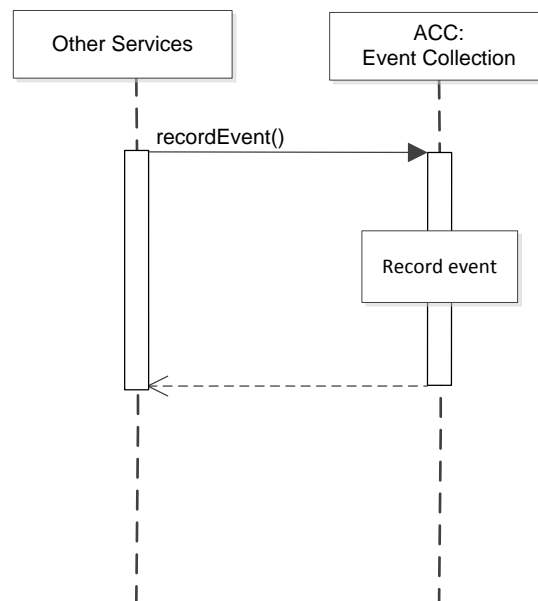 Other Services
ACC:
Event Collection
recordEvent()
Record event